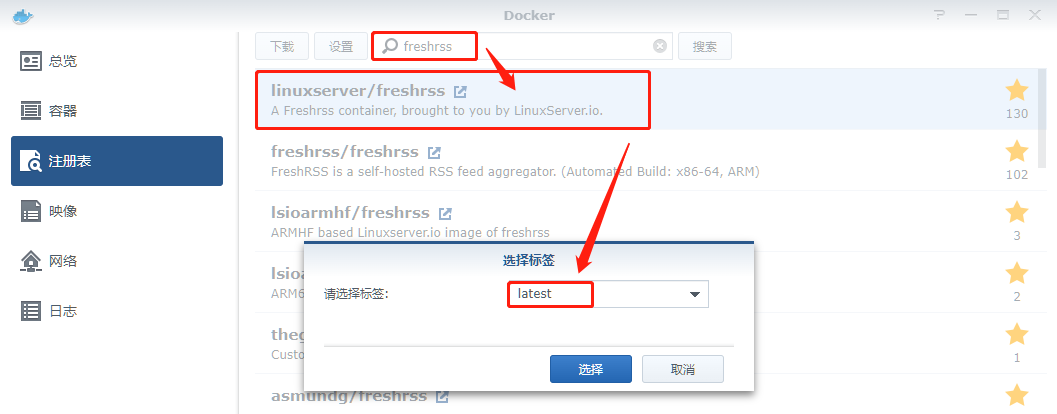 Docker
总览
容器
注册表
映像
网络
日志
下载 设置 freshrss 搜索
linuxserver/freshrss
A Freshrss container, brought to you by LinuxServer.io.
130
freshrss/freshrss
FreshRSS is a self-hosted RSS feed aggregator. (Automated Build: x86-64, ARM)
102
lsioarmhf/freshrss
ARMHF based Linuxserver.io image of freshrss
3
lsioa
ARM6
2
theg
Custo
1
asmundg/freshrss
选择标签
请选择标签: latest
选择 取消